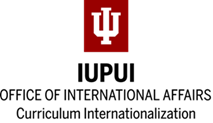 IUPUI
OFFICE OF INTERNATIONAL AFFAIRS
Curriculum Internationalization